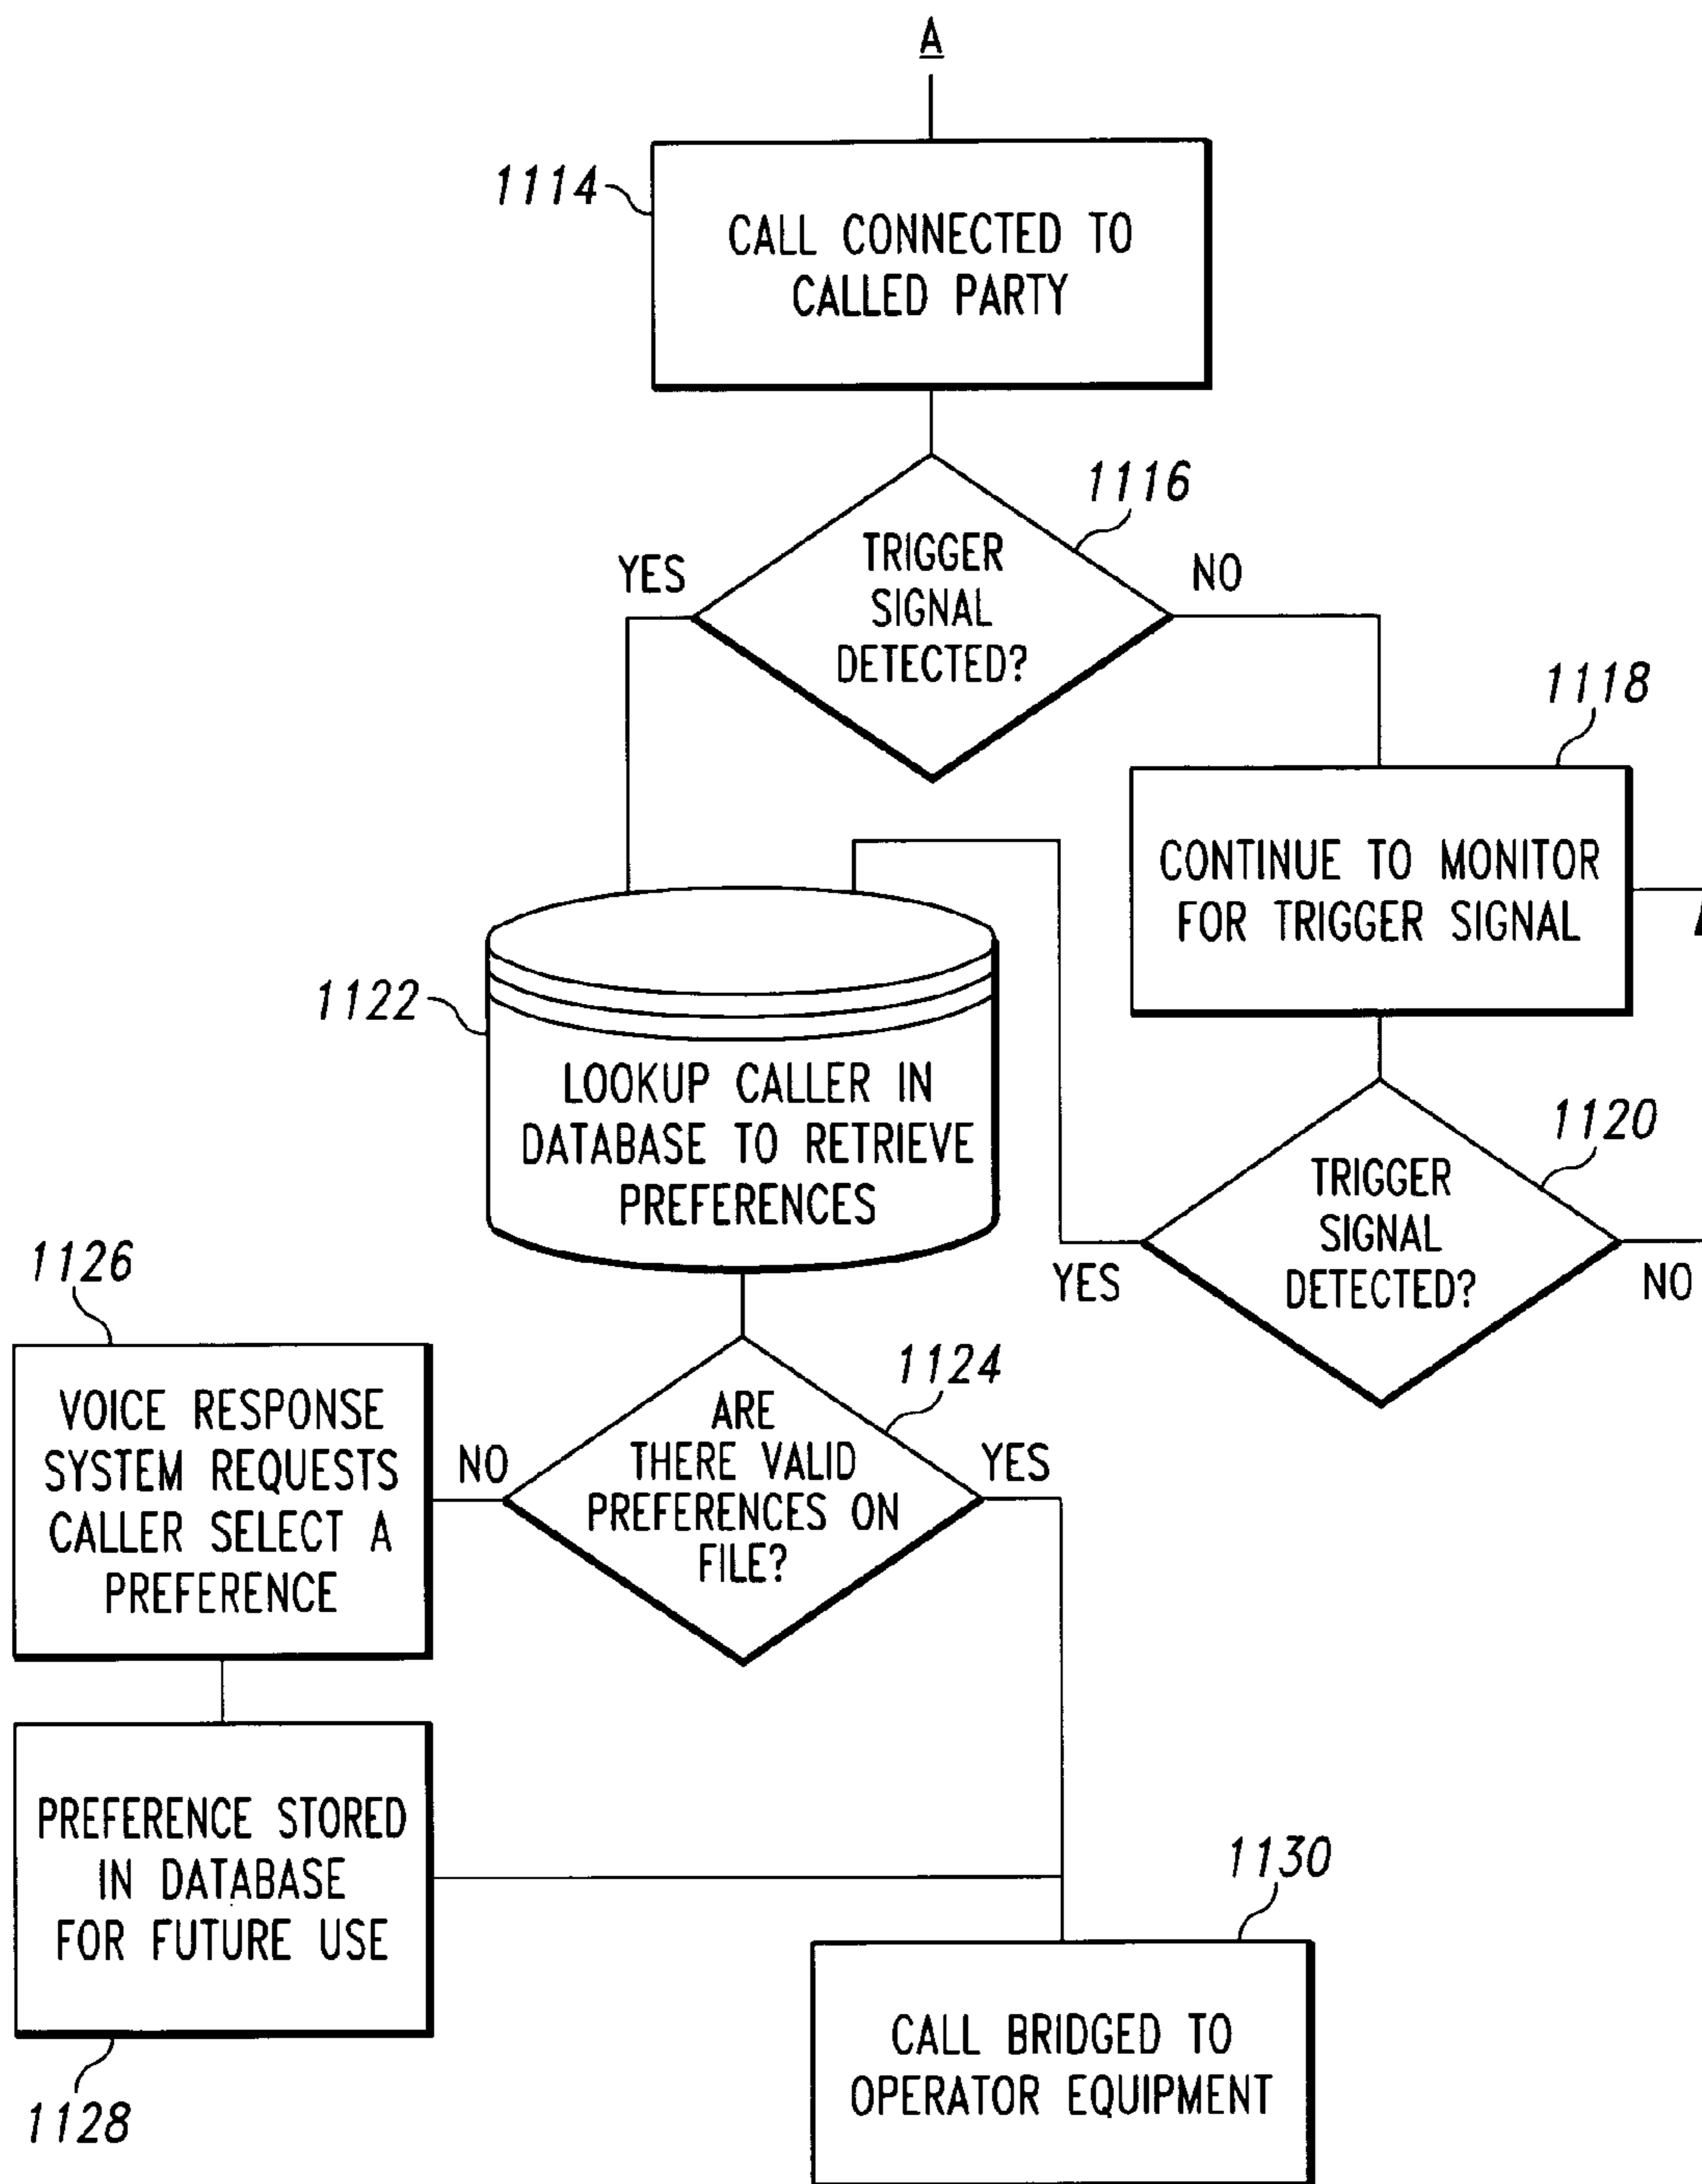 A
1114
CALL CONNECTED TO
CALLED PARTY
1116
YES
TRIGGER
SIGNAL
DETECTED?
NO
1118
CONTINUE TO MONITOR
FOR TRIGGER SIGNAL
1122
LOOKUP CALLER IN
DATABASE TO RETRIEVE
PREFERENCES
1120
TRIGGER
SIGNAL
DETECTED?
YES
NO
1126
VOICE RESPONSE
SYSTEM REQUESTS
CALLER SELECT A
PREFERENCE
NO
1124
ARE
THERE VALID
PREFERENCES ON
FILE?
YES
PREFERENCE STORED
IN DATABASE
FOR FUTURE USE
1128
1130
CALL BRIDGED TO
OPERATOR EQUIPMENT